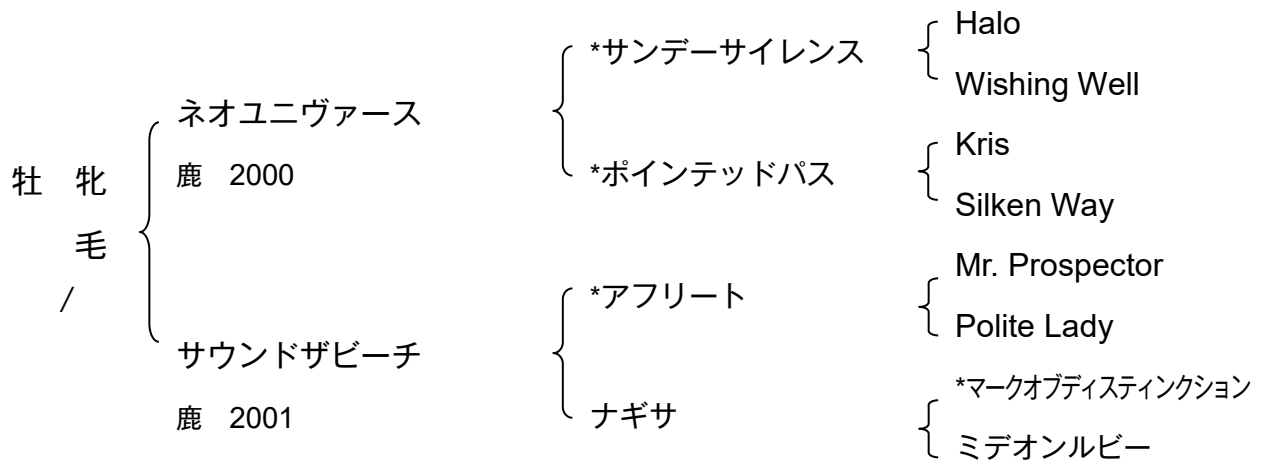 牡 牝
毛
/
ネオユニヴァース
鹿 2000
サウンドザビーチ
鹿 2001
*サンデーサイレンス
*ポインテッドパス
*アフリート
ナギサ
Halo
Wishing Well
Kris
Silken Way
Mr. Prospector
Polite Lady
*マークオブディスティンクション
ミデオンルビー